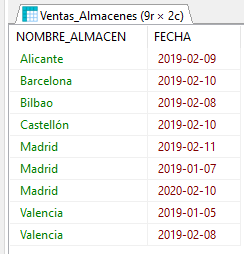 Ventas_Almacenes (9r × 2c)
NOMBRE_ALMACEN FECHA
Alicante 2019-02-09
Barcelona 2019-02-10
Bilbao 2019-02-08
Castellón 2019-02-10
Madrid 2019-02-11
Madrid 2019-01-07
Madrid 2020-02-10
Valencia 2019-01-05
Valencia 2019-02-08